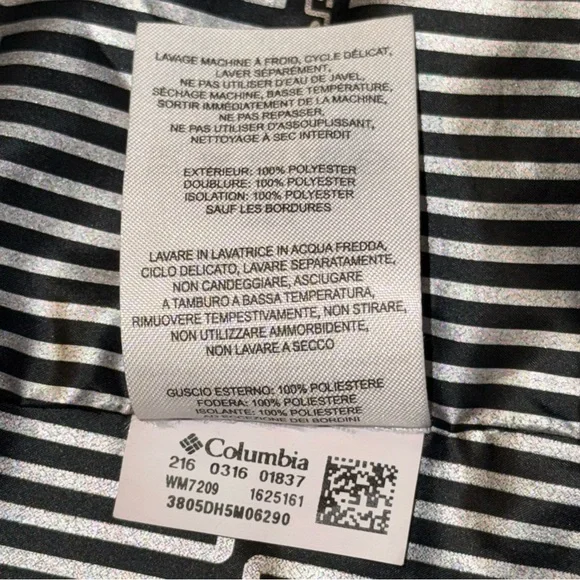 LAVAGE MACHINE À FROID, CYCLE DÉLICAT,
LAVER SÉPARÉMENT,
NE PAS UTILISER D'EAU DE JAVEL,
SÉCHAGE MACHINE, BASSE TEMPÉRATURE,
SORTIR IMMÉDIATEMENT DE LA MACHINE,
NE PAS REPASSER,
NE PAS UTILISER D'ASSOUPLISSANT,
NETTOYAGE À SEC INTERDIT
EXTÉRIEUR: 100% POLYESTER
DOUBLURE: 100% POLYESTER
ISOLATION: 100% POLYESTER
SAUF LES BORDURES
LAVARE IN LAVATRICE IN ACQUA FREDDA,
CICLO DELICATO, LAVARE SEPARATAMENTE,
NON CANDEGGIARE, ASCIUGARE
A TAMBURO A BASSA TEMPERATURA,
RIMUOVERE TEMPESTIVAMENTE, NON STIRARE,
NON UTILIZZARE AMMORBIDENTE,
NON LAVARE A SECCO
GUSCIO ESTERNO: 100% POLIESTERE
FODERA: 100% POLIESTERE
ISOLANTE: 100% POLIESTERE
AD ECCEZIONE DEI BORDINI
Columbia
216 0316 01837
WM7209 1625161
3805DH5M06290